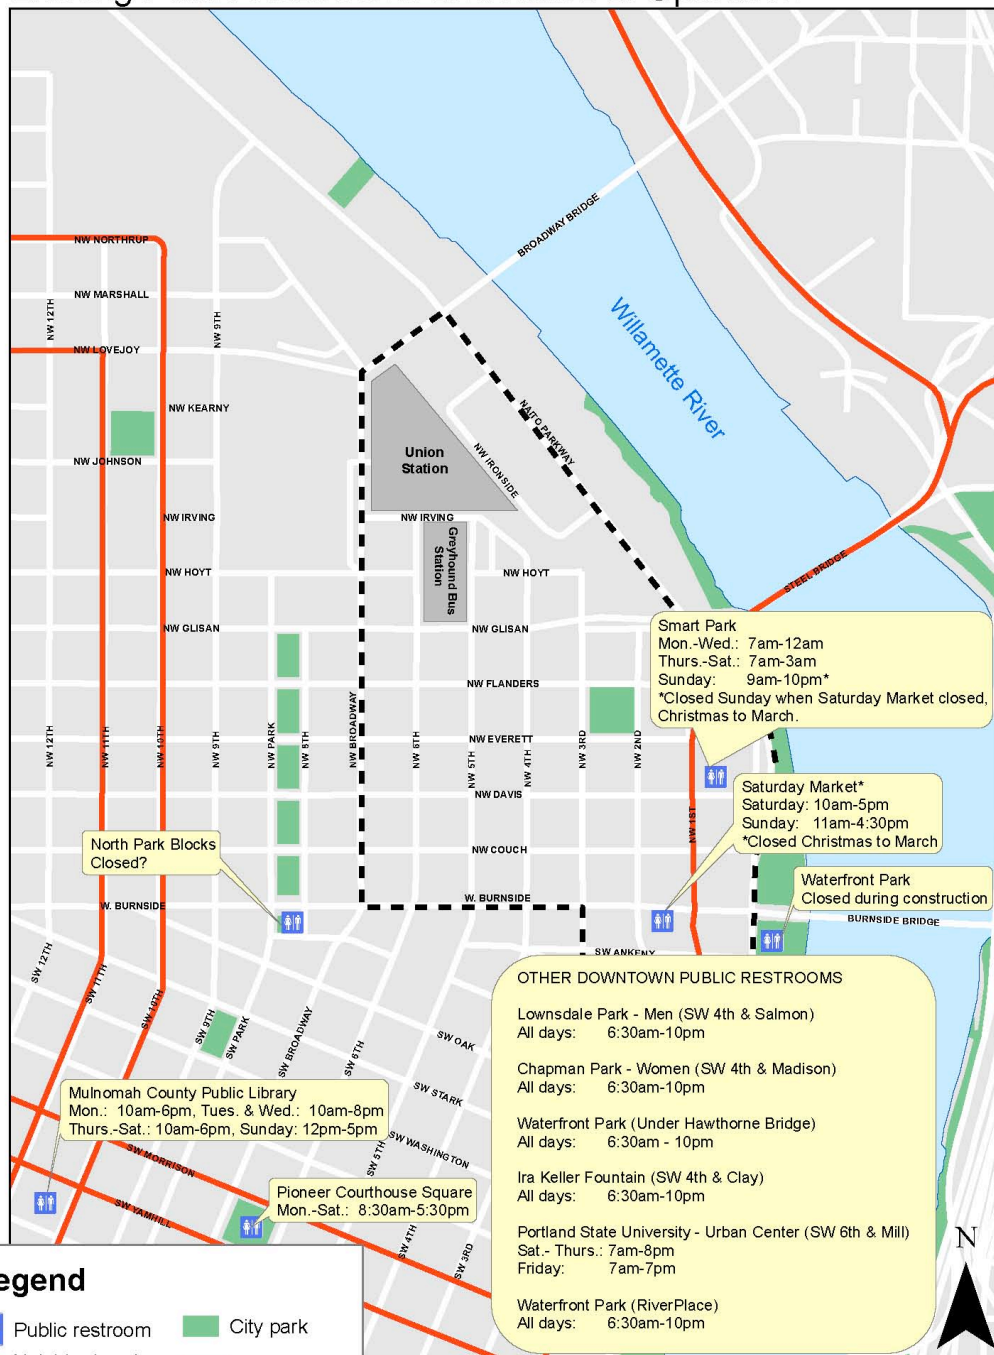 BROADWAY BRIDGE
NW NORTHRUP
NW MARSHALL
NW 12TH
NW 9TH
NW LOVEJOY
Willamette River
NW KEARNY
NAITO PARKWAY
Union
Station
NW IRONSIDE
NW JOHNSON
NW IRVING
NW IRVING
Greyhound Bus
Station
NW HOYT
NW HOYT
STEEL BRIDGE
NW GLISAN
NW GLISAN
Smart Park
Mon.-Wed.: 7am-12am
Thurs.-Sat.: 7am-3am
Sunday: 9am-10pm*
*Closed Sunday when Saturday Market closed,
Christmas to March.
NW FLANDERS
NW 12TH
NW 11TH
NW 10TH
NW 9TH
NW PARK
NW 8TH
NW BROADWAY
NW 6TH
NW EVERETT
NW 5TH
NW 4TH
NW 3RD
NW 2ND
NW DAVIS
NW 1ST
Saturday Market*
Saturday: 10am-5pm
Sunday: 11am-4:30pm
*Closed Christmas to March
North Park Blocks
Closed?
NW COUCH
Waterfront Park
Closed during construction
W. BURNSIDE
W. BURNSIDE
BURNSIDE BRIDGE
SW ANKENY
SW 12TH
SW 11TH
SW 10TH
SW 9TH
SW PARK
SW BROADWAY
SW 6TH
SW OAK
SW STARK
SW WASHINGTON
SW 5TH
Mulnomah County Public Library
Mon.: 10am-6pm, Tues. & Wed.: 10am-8pm
Thurs.-Sat.: 10am-6pm, Sunday: 12pm-5pm
SW MORRISON
SW YAMHILL
Pioneer Courthouse Square
Mon.-Sat.: 8:30am-5:30pm
SW 4TH
SW 3RD
OTHER DOWNTOWN PUBLIC RESTROOMS
Lownsdale Park - Men (SW 4th & Salmon)
All days: 6:30am-10pm
Chapman Park - Women (SW 4th & Madison)
All days: 6:30am-10pm
Waterfront Park (Under Hawthorne Bridge)
All days: 6:30am - 10pm
Ira Keller Fountain (SW 4th & Clay)
All days: 6:30am-10pm
Portland State University - Urban Center (SW 6th & Mill)
Sat.- Thurs.: 7am-8pm
Friday: 7am-7pm
Waterfront Park (RiverPlace)
All days: 6:30am-10pm
N
egend
Public restroom
City park